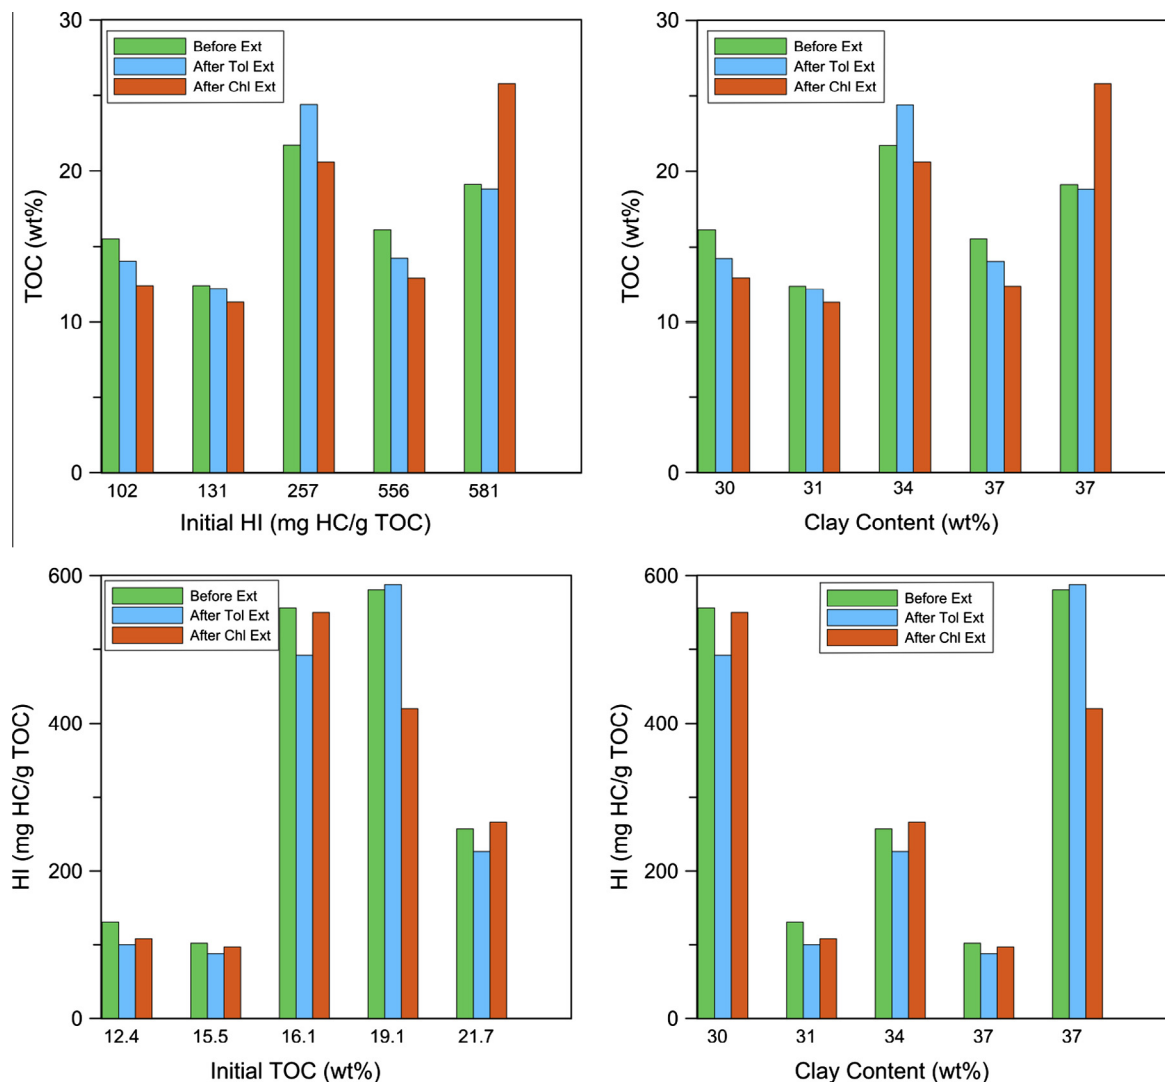 30
20
10
0
TOC (wt%)
Before Ext
After Tol Ext
After Chl Ext
102 131 257 556 581
Initial HI (mg HC/g TOC)
30
20
10
0
TOC (wt%)
Before Ext
After Tol Ext
After Chl Ext
30 31 34 37 37
Clay Content (wt%)
600
400
200
0
HI (mg HC/g TOC)
Before Ext
After Tol Ext
After Chl Ext
12.4 15.5 16.1 19.1 21.7
Initial TOC (wt%)
600
400
200
0
HI (mg HC/g TOC)
Before Ext
After Tol Ext
After Chl Ext
30 31 34 37 37
Clay Content (wt%)